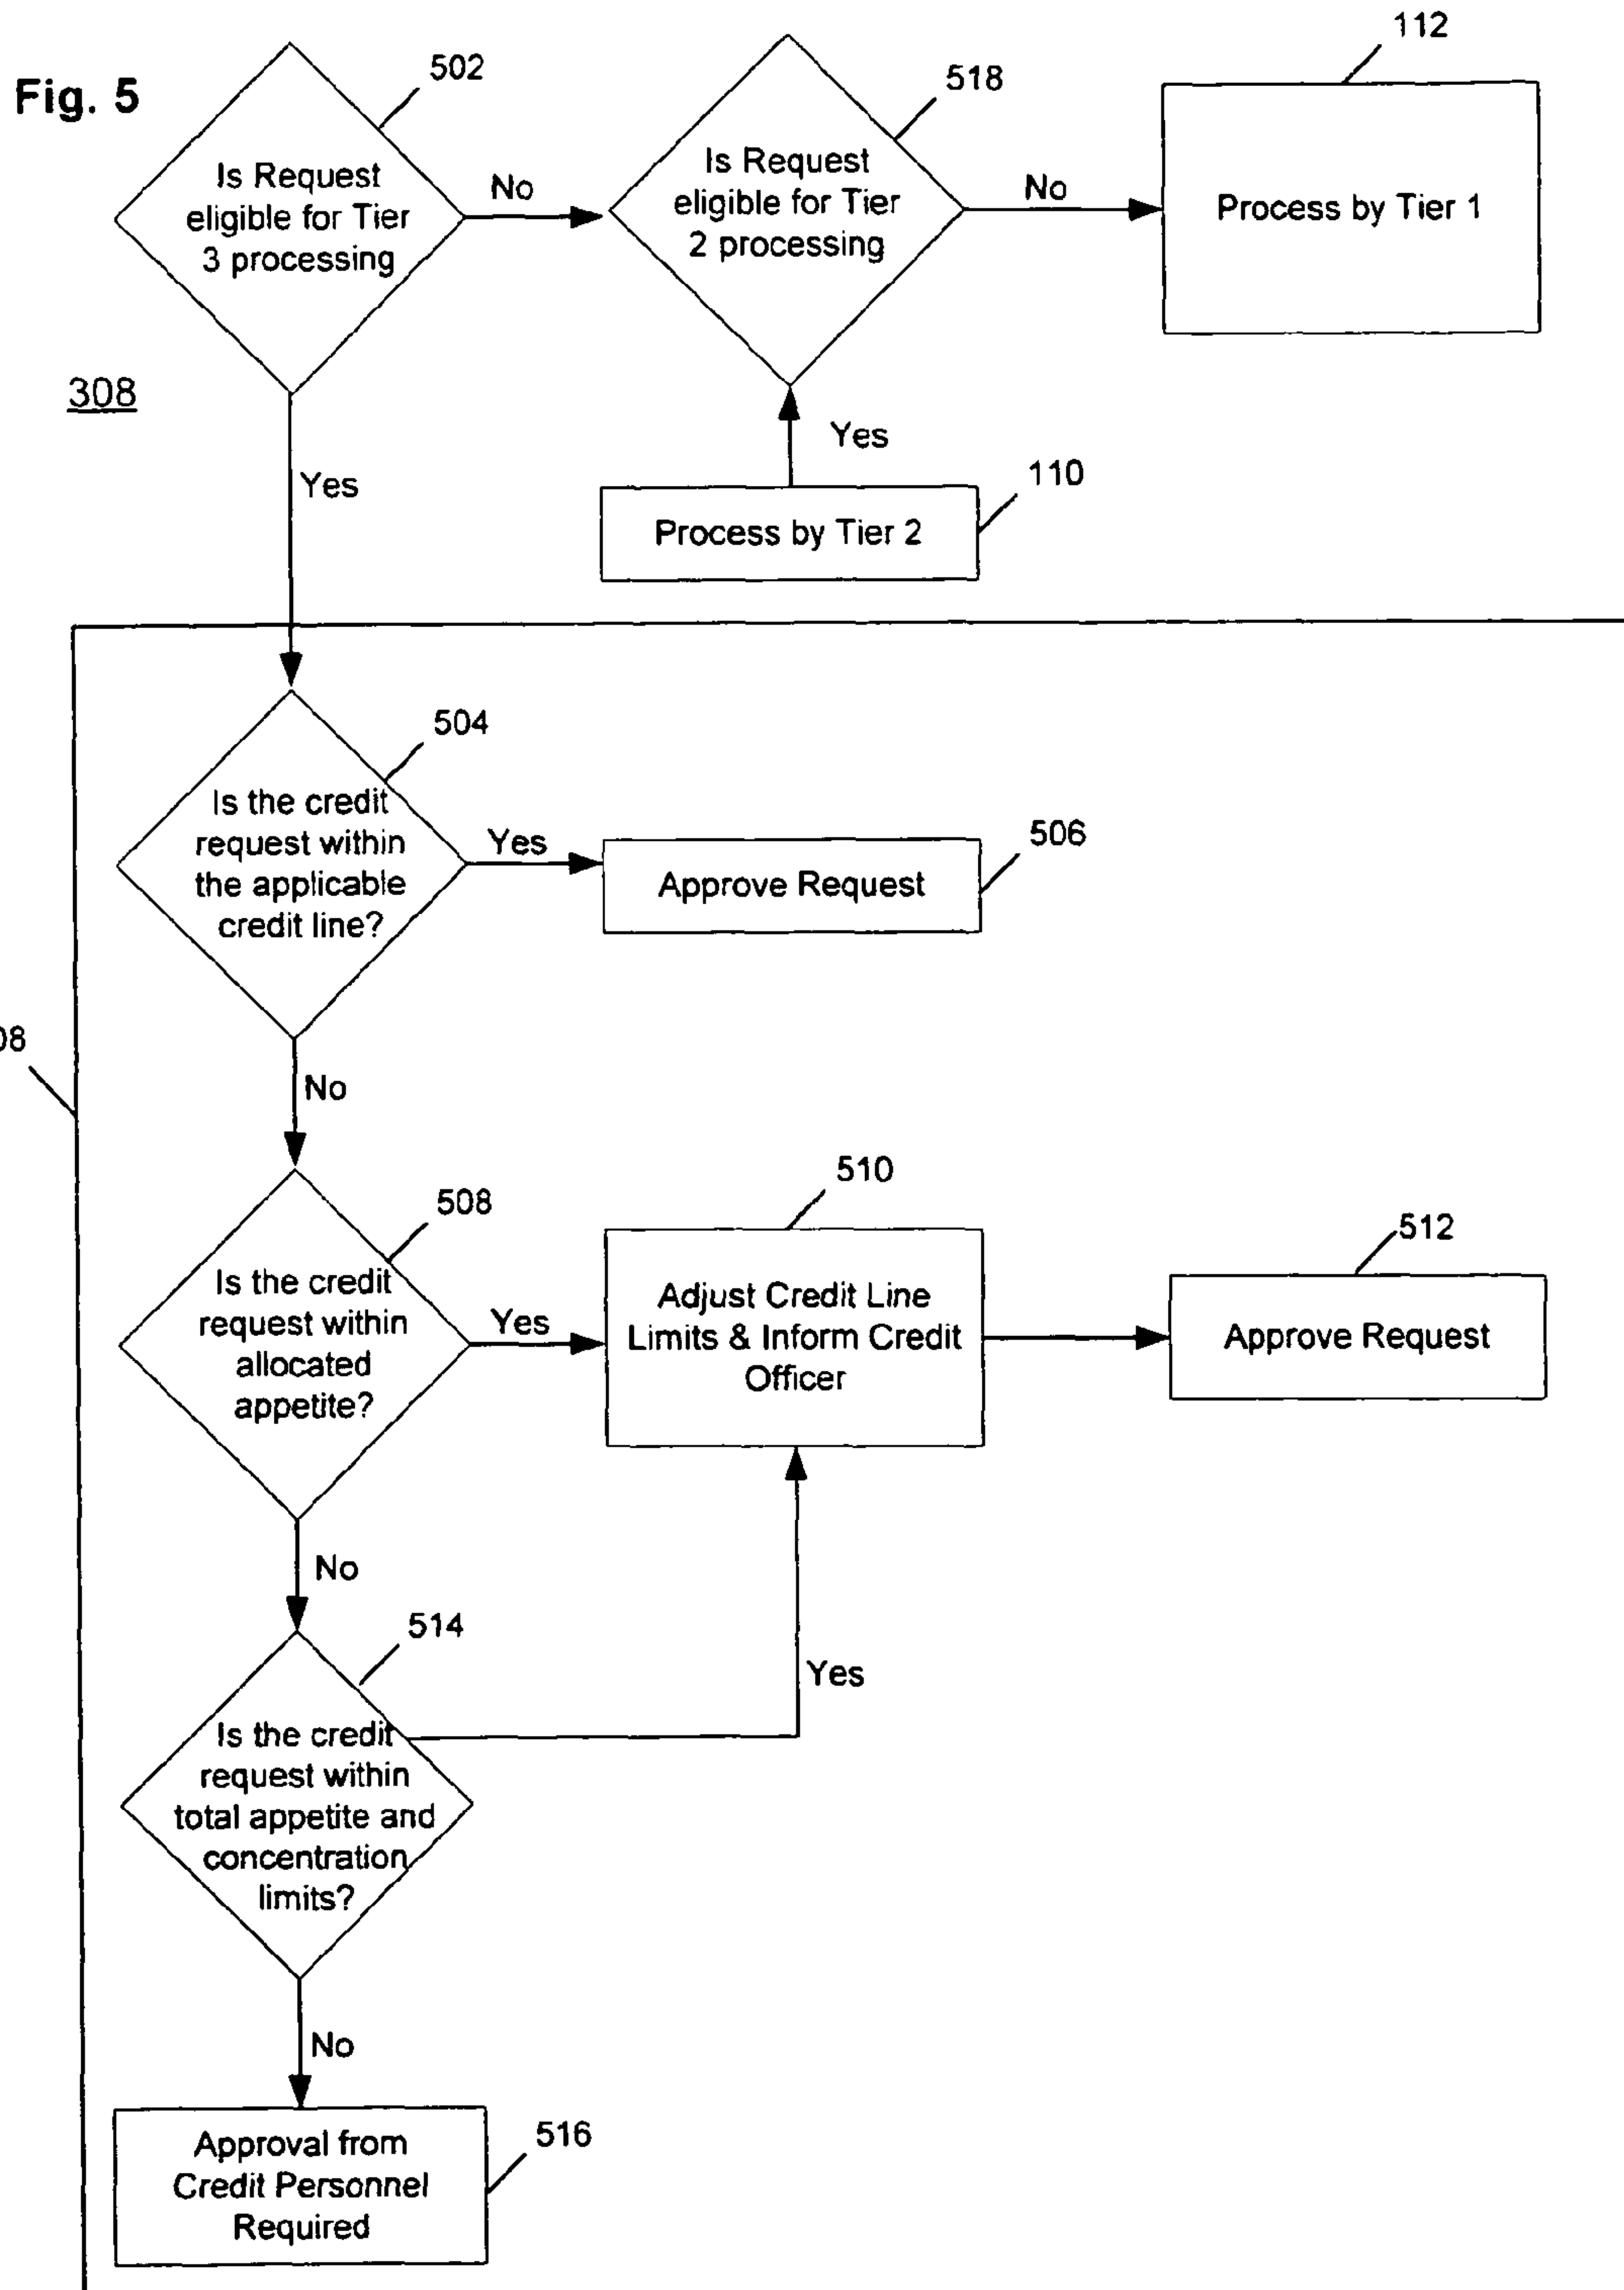 Fig. 5
502
Is Request
eligible for Tier
3 processing
No
518
Is Request
eligible for Tier
2 processing
No
112
Process by Tier 1
308
Yes
Yes
110
Process by Tier 2
504
Is the credit
request within
the applicable
credit line?
Yes
506
Approve Request
08
No
508
Is the credit
request within
allocated
appetite?
Yes
510
Adjust Credit Line
Limits & Inform Credit
Officer
512
Approve Request
No
514
Is the credit
request within
total appetite and
concentration
limits?
Yes
No
Approval from
Credit Personnel
Required
516